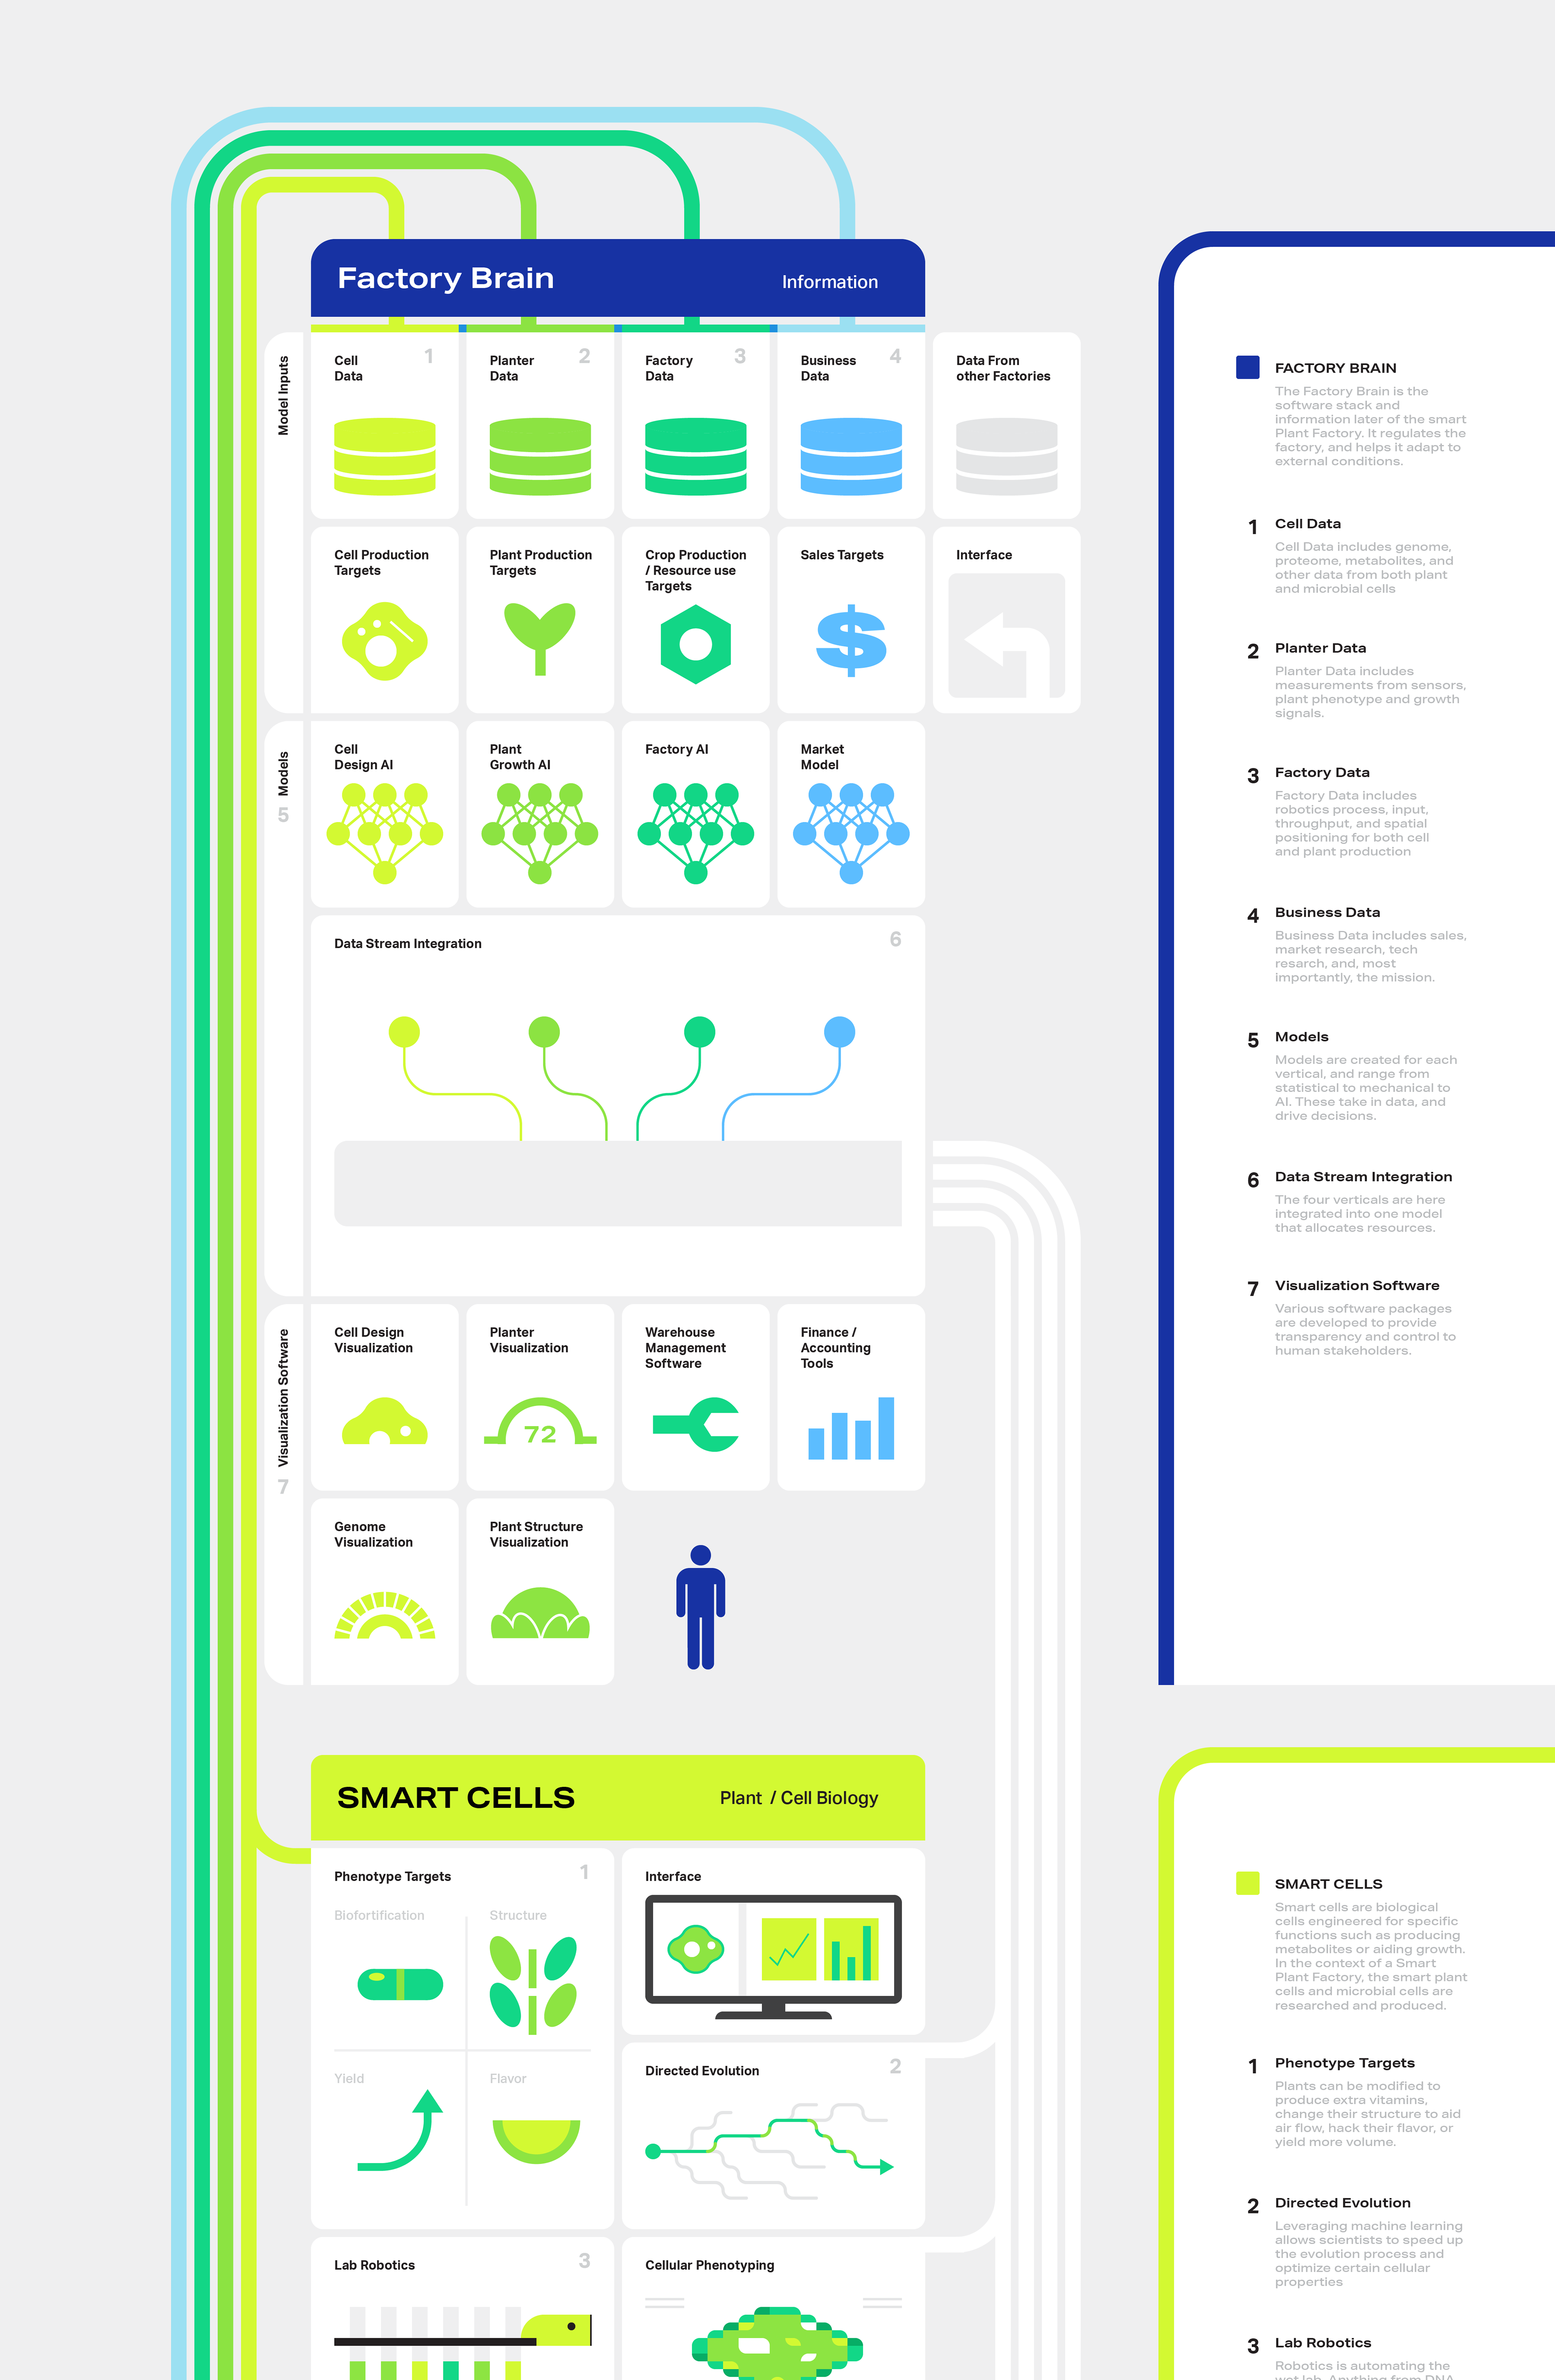 Factory Brain
Information
Model Inputs
Cell
Data
1
Planter
Data
2
Factory
Data
3
Business
Data
4
Data From
other Factories
Cell Production
Targets
Plant Production
Targets
Crop Production
/ Resource use
Targets
Sales Targets
Interface
Models
5
Cell
Design AI
Plant
Growth AI
Factory AI
Market
Model
Data Stream Integration
6
Visualization Software
7
Cell Design
Visualization
Planter
Visualization
72
Warehouse
Management
Software
Finance /
Accounting
Tools
Genome
Visualization
Plant Structure
Visualization
SMART CELLS
Plant / Cell Biology
Phenotype Targets
1
Biofortification
Structure
Yield
Flavor
Interface
Directed Evolution
2
Lab Robotics
3
Cellular Phenotyping
FACTORY BRAIN
The Factory Brain is the
software stack and
information later of the smart
Plant Factory. It regulates the
factory, and helps it adapt to
external conditions.
1
Cell Data
Cell Data includes genome,
proteome, metabolites, and
other data from both plant
and microbial cells
2
Planter Data
Planter Data includes
measurements from sensors,
plant phenotype and growth
signals.
3
Factory Data
Factory Data includes
robotics process, input,
throughput, and spatial
positioning for both cell
and plant production
4
Business Data
Business Data includes sales,
market research, tech
resarch, and, most
importantly, the mission.
5
Models
Models are created for each
vertical, and range from
statistical to mechanical to
AI. These take in data, and
drive decisions.
6
Data Stream Integration
The four verticals are here
integrated into one model
that allocates resources.
7
Visualization Software
Various software packages
are developed to provide
transparency and control to
human stakeholders.
SMART CELLS
Smart cells are biological
cells engineered for specific
functions such as producing
metabolites or aiding growth.
In the context of a Smart
Plant Factory, the smart plant
cells and microbial cells are
researched and produced.
1
Phenotype Targets
Plants can be modified to
produce extra vitamins,
change their structure to aid
air flow, hack their flavor, or
yield more volume.
2
Directed Evolution
Leveraging machine learning
allows scientists to speed up
the evolution process and
optimize certain cellular
properties
3
Lab Robotics
Robotics is automating the
wet lab. Anything from DNA